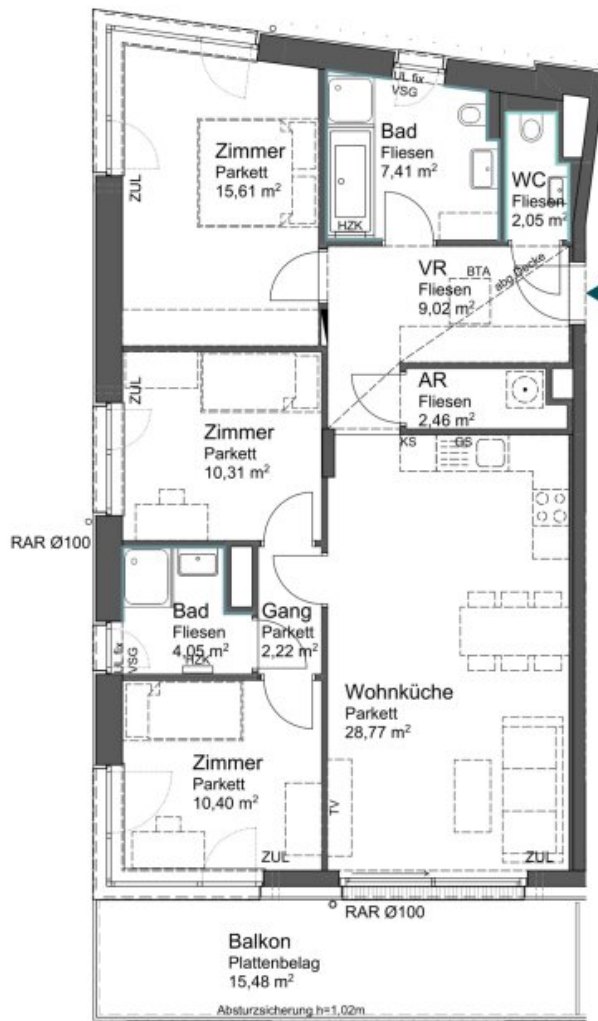 UL fix
VSG
Zimmer
Parkett
15,61 m²
ZUL
Bad
Fliesen
7,41 m²
HZK
WC
Fliesen
2,05 m²
VR
Fliesen
9,02 m²
BTA
abg.Decke
AR
Fliesen
2,46 m²
ZUL
Zimmer
Parkett
10,31 m²
KS
GS
RAR Ø100
Bad
Fliesen
4,05 m²
HZK
UL fix
VSG
Gang
Parkett
2,22 m²
Wohnküche
Parkett
28,77 m²
Zimmer
Parkett
10,40 m²
TV
ZUL
ZUL
RAR Ø100
Balkon
Plattenbelag
15,48 m²
Absturzsicherung h=1,02m